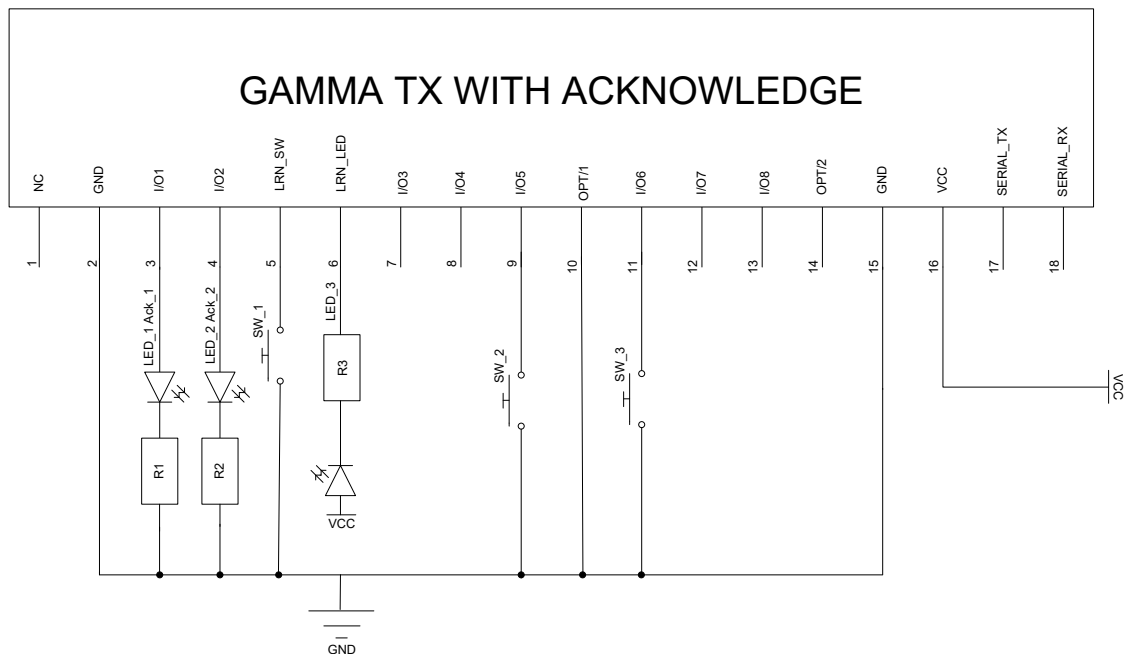 GAMMA TX WITH ACKNOWLEDGE
NC
GND
I/O1
I/O2
LRN_SW
LRN_LED
I/O3
I/O4
I/O5
OPT/1
I/O6
I/O7
I/O8
OPT/2
GND
VCC
SERIAL_TX
SERIAL_RX
1
2
3
4
5
6
7
8
9
10
11
12
13
14
15
16
17
18
LED_1 Ack_1
LED_2 Ack_2
SW_1
LED_3
SW_2
SW_3
R3
VCC
R1
R2
VCC
GND